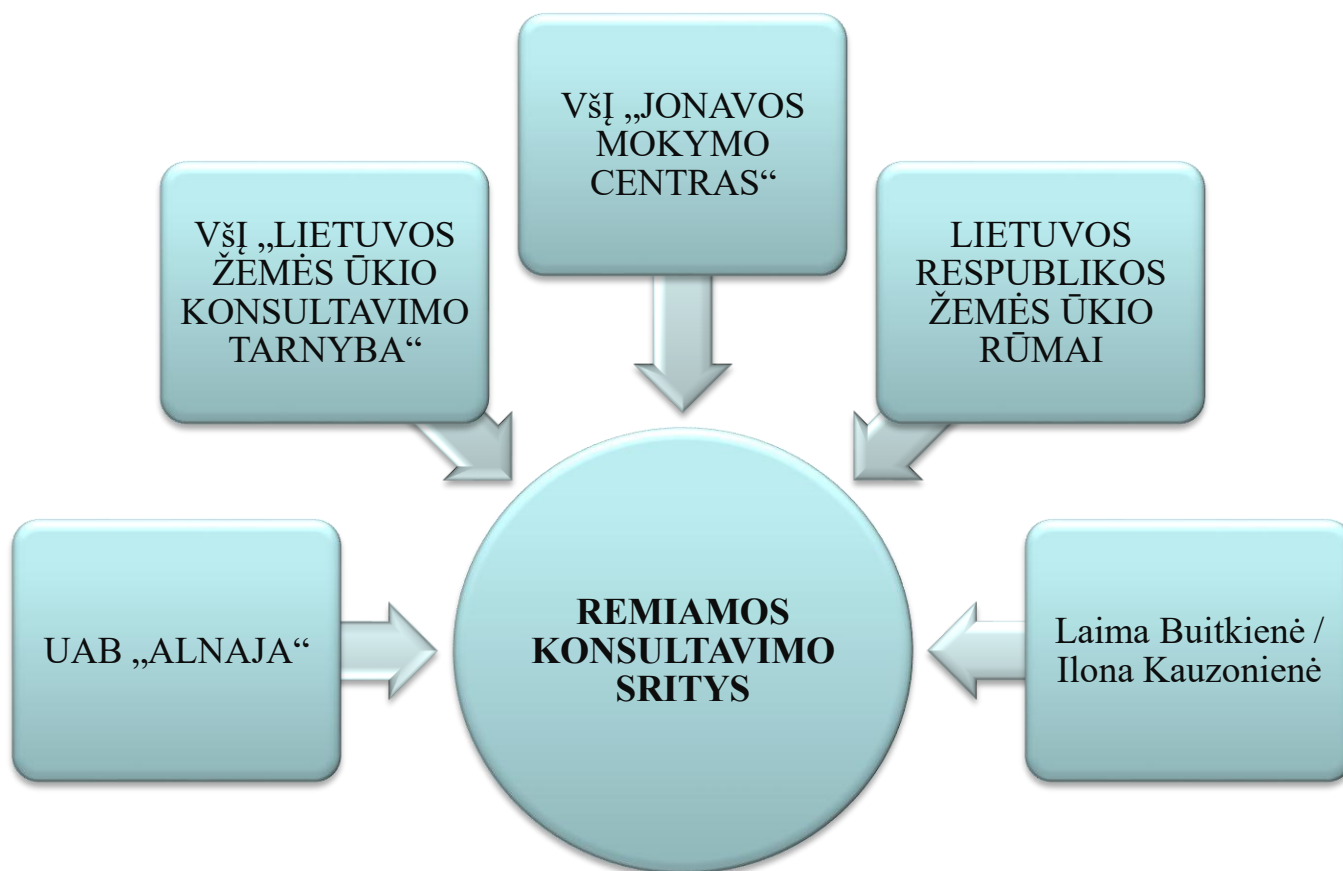 VšĮ „JONAVOS
MOKYMO
CENTRAS“
VšĮ „LIETUVOS
ŽEMĖS ŪKIO
KONSULTAVIMO
TARNYBA“
LIETUVOS
RESPUBLIKOS
ŽEMĖS ŪKIO
RŪMAI
UAB „ALNAJA“
REMIAMOS
KONSULTAVIMO
SRITYS
Laima Buitkienė /
Ilona Kauzonienė